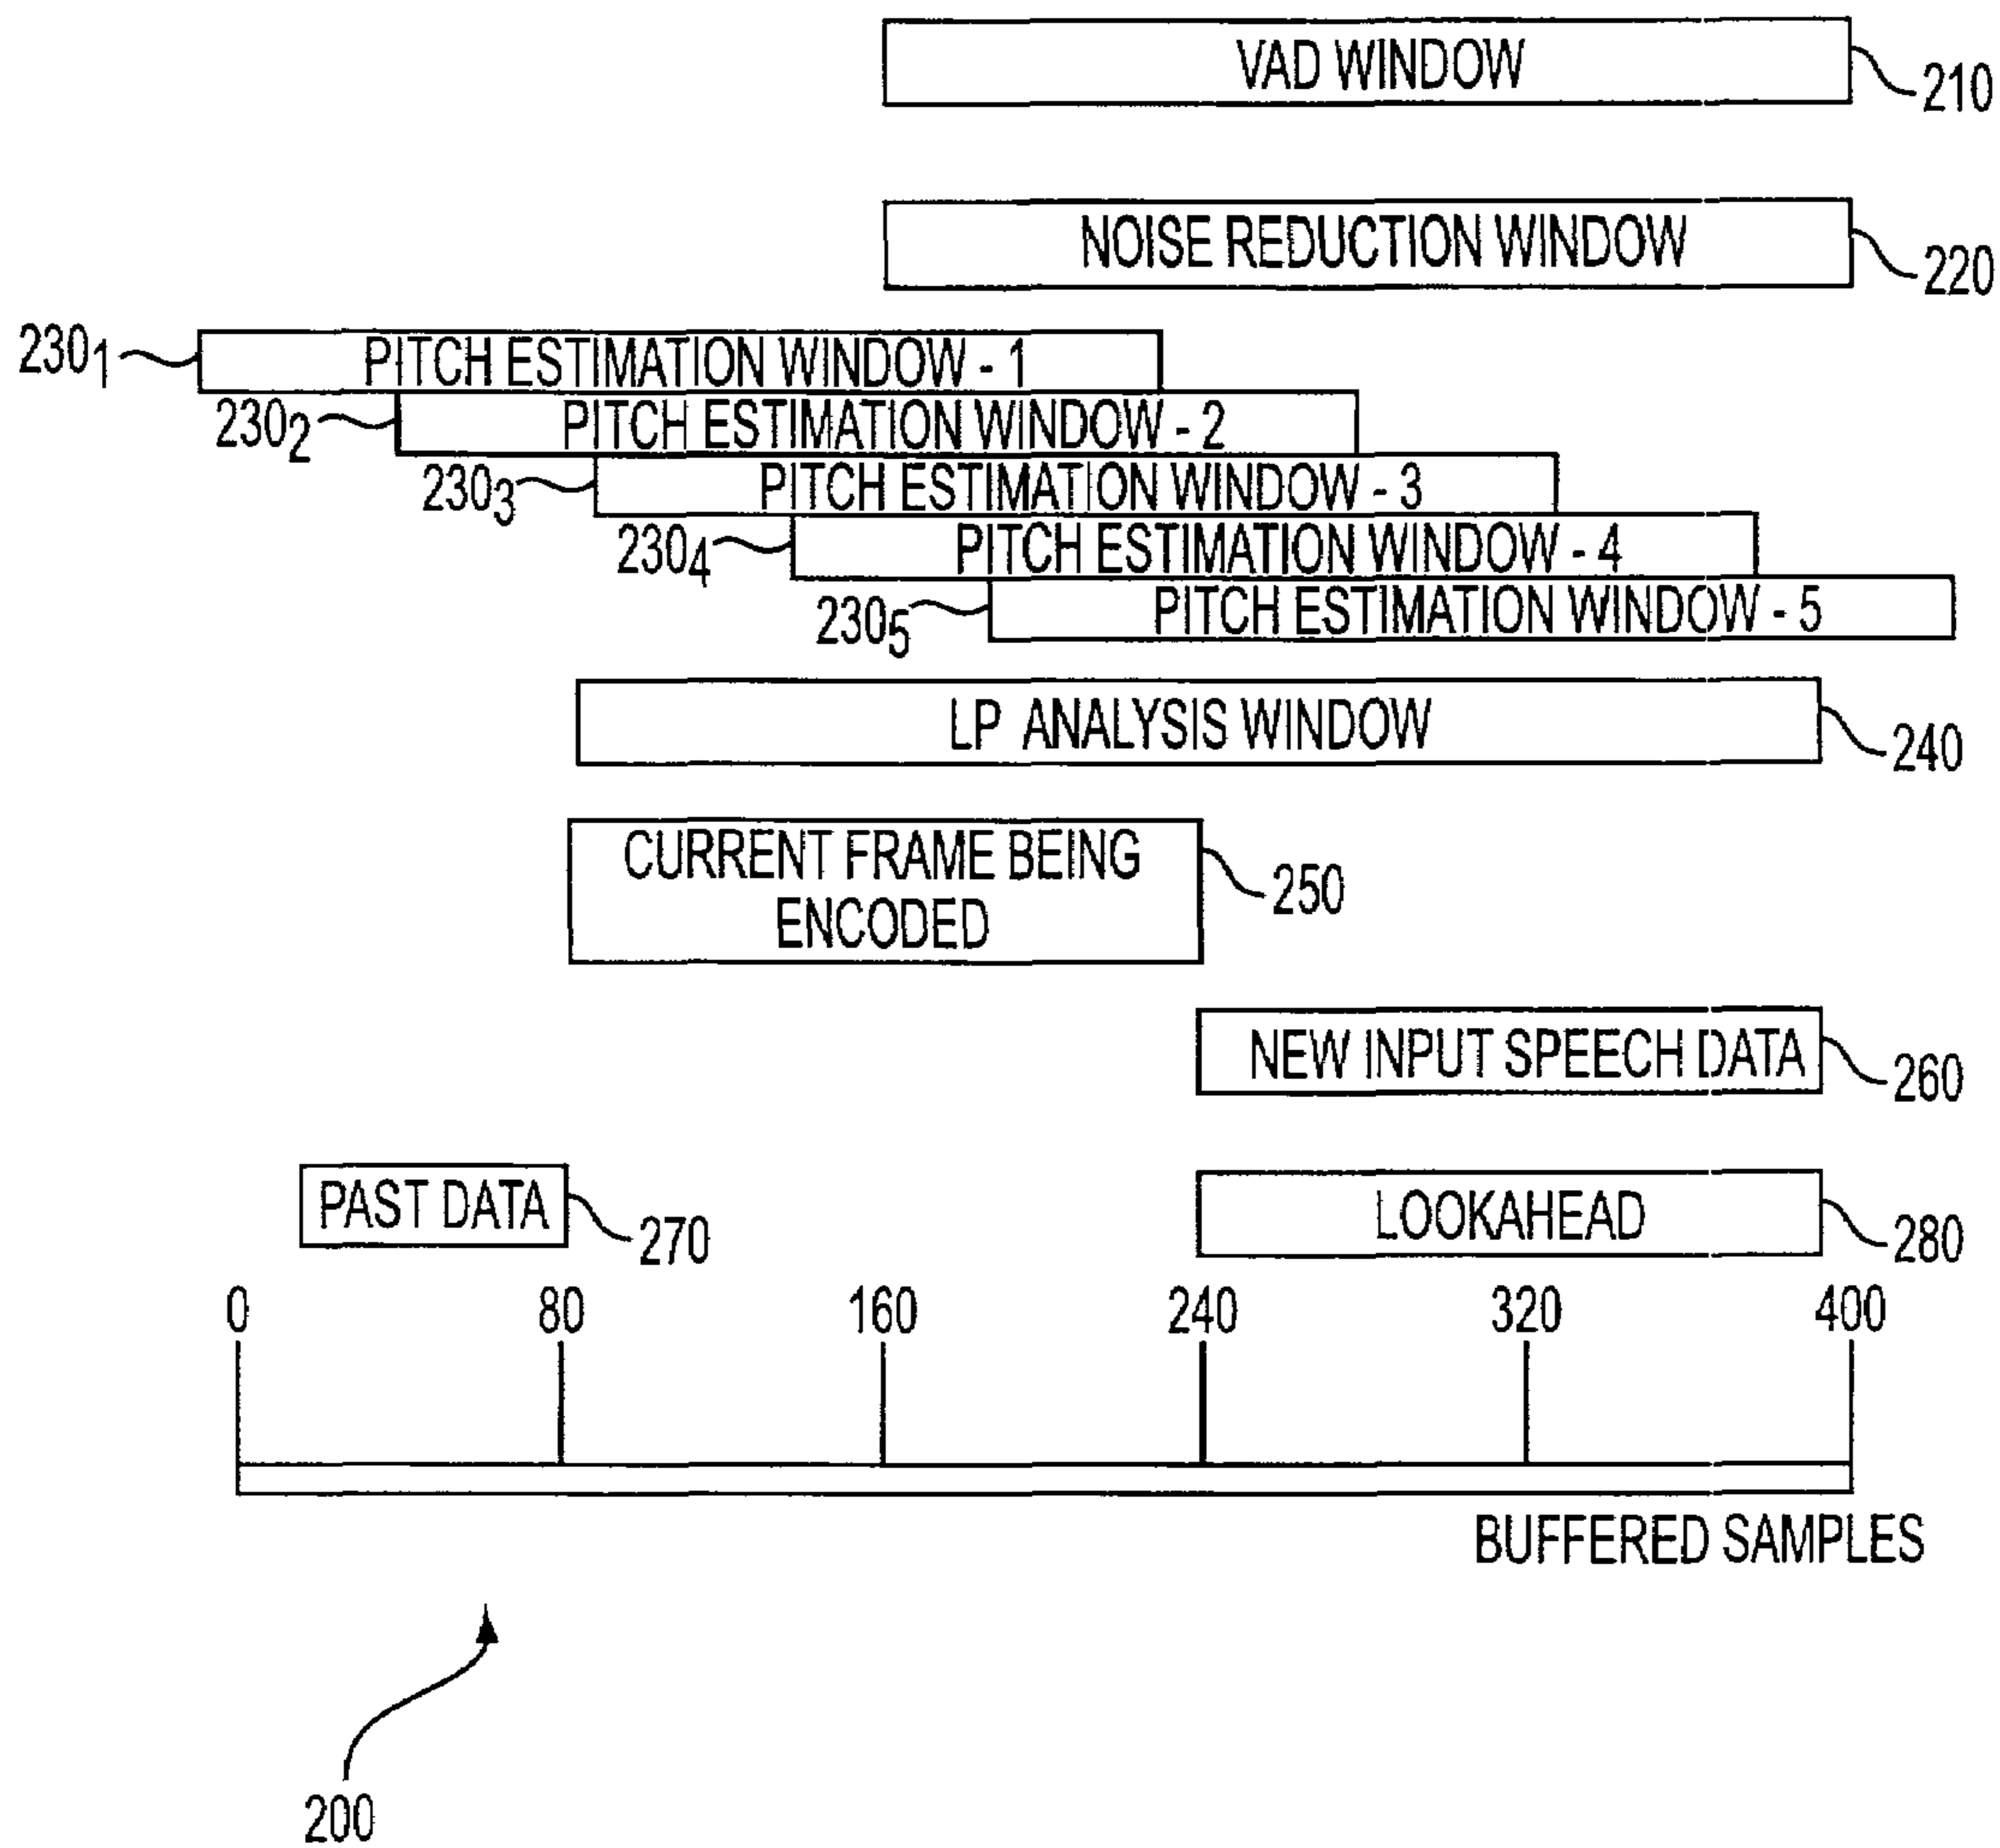 VAD WINDOW
210
NOISE REDUCTION WINDOW
220
230₁
PITCH ESTIMATION WINDOW - 1
230₂
PITCH ESTIMATION WINDOW - 2
230₃
PITCH ESTIMATION WINDOW - 3
230₄
PITCH ESTIMATION WINDOW - 4
230₅
PITCH ESTIMATION WINDOW - 5
LP ANALYSIS WINDOW
240
CURRENT FRAME BEING
ENCODED
250
NEW INPUT SPEECH DATA
260
PAST DATA
270
LOOKAHEAD
280
0 80 160 240 320 400
BUFFERED SAMPLES
200